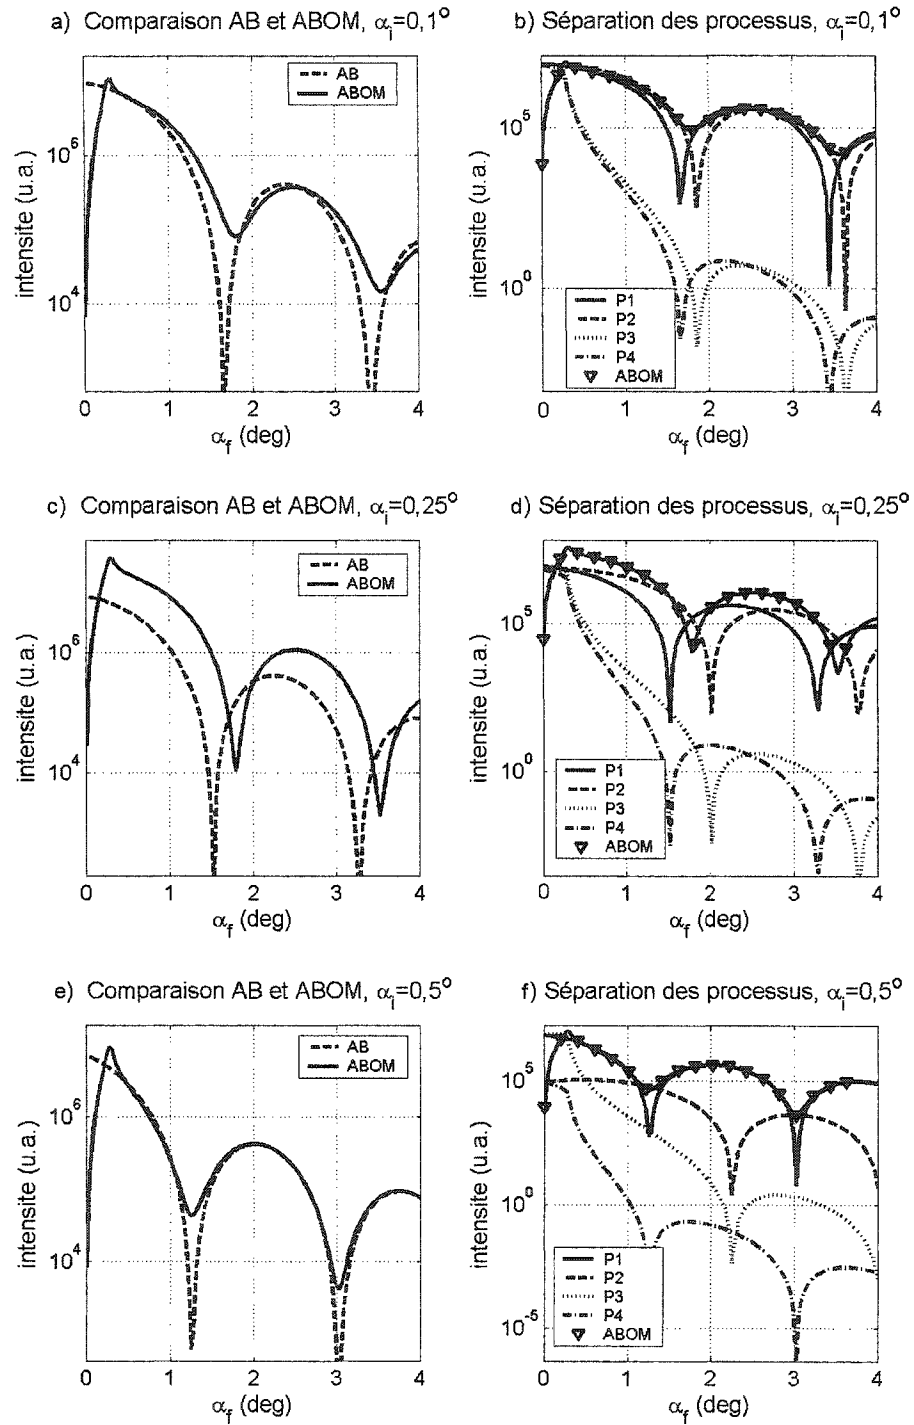 a) Comparaison AB et ABOM, αi=0,1°
AB
ABOM
intensite (u.a.)
10^6
10^4
0 1 2 3 4
αf (deg)
b) Séparation des processus, αi=0,1°
intensite (u.a.)
10^5
10^0
P1
P2
P3
P4
ABOM
0 1 2 3 4
αf (deg)
c) Comparaison AB et ABOM, αi=0,25°
AB
ABOM
intensite (u.a.)
10^6
10^4
0 1 2 3 4
αf (deg)
d) Séparation des processus, αi=0,25°
intensite (u.a.)
10^5
10^0
P1
P2
P3
P4
ABOM
0 1 2 3 4
αf (deg)
e) Comparaison AB et ABOM, αi=0,5°
AB
ABOM
intensite (u.a.)
10^6
10^4
0 1 2 3 4
αf (deg)
f) Séparation des processus, αi=0,5°
intensite (u.a.)
10^5
10^0
10^-5
P1
P2
P3
P4
ABOM
0 1 2 3 4
αf (deg)